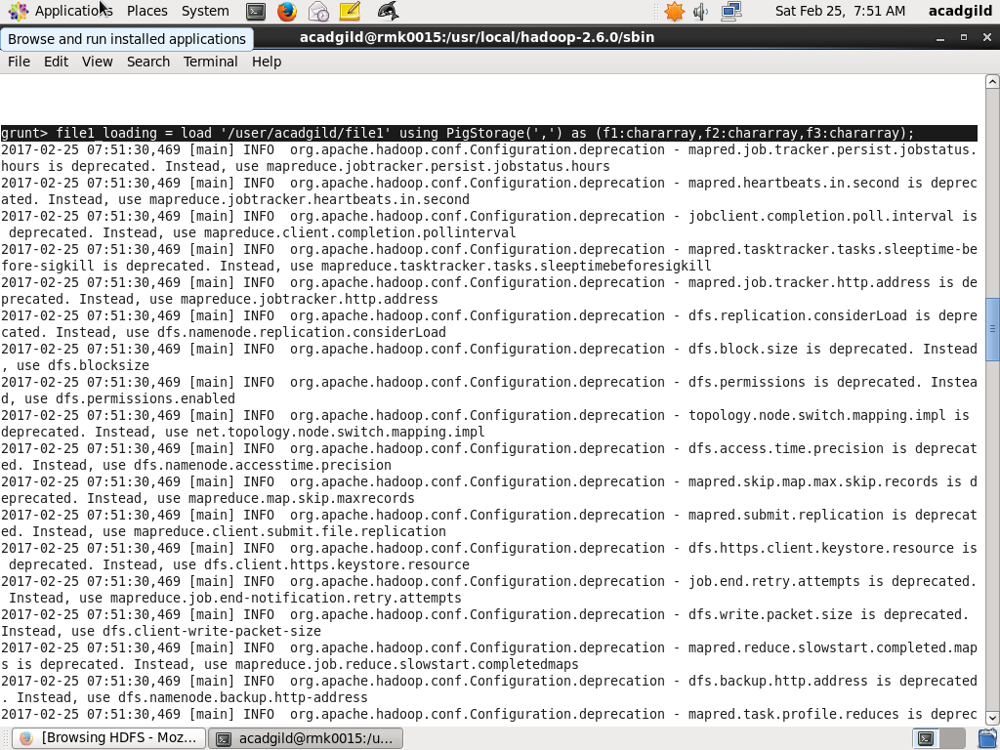 Applications Places System Sat Feb 25, 7:51 AM acadgild
Browse and run installed applications
acadgild@rmk0015:/usr/local/hadoop-2.6.0/sbin
File Edit View Search Terminal Help
grunt> file1_loading = load '/user/acadgild/file1' using PigStorage(',') as (f1:chararray,f2:chararray,f3:chararray);
2017-02-25 07:51:30,469 [main] INFO  org.apache.hadoop.conf.Configuration.deprecation - mapred.job.tracker.persist.jobstatus.
hours is deprecated. Instead, use mapreduce.jobtracker.persist.jobstatus.hours
2017-02-25 07:51:30,469 [main] INFO  org.apache.hadoop.conf.Configuration.deprecation - mapred.heartbeats.in.second is deprec
ated. Instead, use mapreduce.jobtracker.heartbeats.in.second
2017-02-25 07:51:30,469 [main] INFO  org.apache.hadoop.conf.Configuration.deprecation - jobclient.completion.poll.interval is
 deprecated. Instead, use mapreduce.client.completion.pollinterval
2017-02-25 07:51:30,469 [main] INFO  org.apache.hadoop.conf.Configuration.deprecation - mapred.tasktracker.tasks.sleeptime-be
fore-sigkill is deprecated. Instead, use mapreduce.tasktracker.tasks.sleeptimebeforesigkill
2017-02-25 07:51:30,469 [main] INFO  org.apache.hadoop.conf.Configuration.deprecation - mapred.job.tracker.http.address is de
precated. Instead, use mapreduce.jobtracker.http.address
2017-02-25 07:51:30,469 [main] INFO  org.apache.hadoop.conf.Configuration.deprecation - dfs.replication.considerLoad is depre
cated. Instead, use dfs.namenode.replication.considerLoad
2017-02-25 07:51:30,469 [main] INFO  org.apache.hadoop.conf.Configuration.deprecation - dfs.block.size is deprecated. Instead
, use dfs.blocksize
2017-02-25 07:51:30,469 [main] INFO  org.apache.hadoop.conf.Configuration.deprecation - dfs.permissions is deprecated. Instea
d, use dfs.permissions.enabled
2017-02-25 07:51:30,469 [main] INFO  org.apache.hadoop.conf.Configuration.deprecation - topology.node.switch.mapping.impl is
deprecated. Instead, use net.topology.node.switch.mapping.impl
2017-02-25 07:51:30,469 [main] INFO  org.apache.hadoop.conf.Configuration.deprecation - dfs.access.time.precision is deprecat
ed. Instead, use dfs.namenode.accesstime.precision
2017-02-25 07:51:30,469 [main] INFO  org.apache.hadoop.conf.Configuration.deprecation - mapred.skip.map.max.skip.records is d
eprecated. Instead, use mapreduce.map.skip.maxrecords
2017-02-25 07:51:30,469 [main] INFO  org.apache.hadoop.conf.Configuration.deprecation - mapred.submit.replication is deprecat
ed. Instead, use mapreduce.client.submit.file.replication
2017-02-25 07:51:30,469 [main] INFO  org.apache.hadoop.conf.Configuration.deprecation - dfs.https.client.keystore.resource is
 deprecated. Instead, use dfs.client.https.keystore.resource
2017-02-25 07:51:30,469 [main] INFO  org.apache.hadoop.conf.Configuration.deprecation - job.end.retry.attempts is deprecated.
 Instead, use mapreduce.job.end-notification.retry.attempts
2017-02-25 07:51:30,469 [main] INFO  org.apache.hadoop.conf.Configuration.deprecation - dfs.write.packet.size is deprecated.
Instead, use dfs.client-write-packet-size
2017-02-25 07:51:30,469 [main] INFO  org.apache.hadoop.conf.Configuration.deprecation - mapred.reduce.slowstart.completed.map
s is deprecated. Instead, use mapreduce.job.reduce.slowstart.completedmaps
2017-02-25 07:51:30,469 [main] INFO  org.apache.hadoop.conf.Configuration.deprecation - dfs.backup.http.address is deprecated
. Instead, use dfs.namenode.backup.http-address
2017-02-25 07:51:30,469 [main] INFO  org.apache.hadoop.conf.Configuration.deprecation - mapred.task.profile.reduces is deprec
[Browsing HDFS - Moz... acadgild@rmk0015:/u...